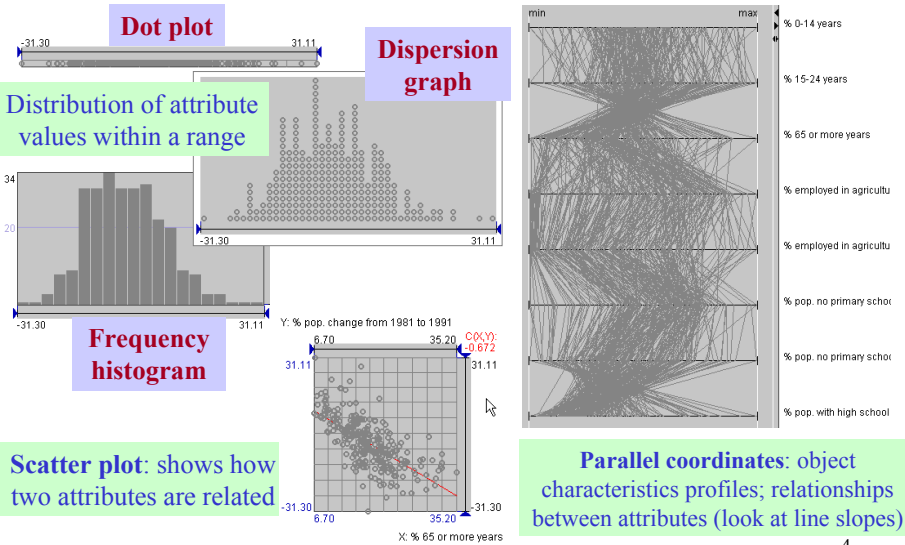 Dot plot
-31.30 31.11
Dispersion
graph
Distribution of attribute
values within a range
-31.30 31.11
34
20
-31.30 31.11
Frequency
histogram
Y: % pop. change from 1981 to 1991
C(X,Y):
-0.672
6.70 35.20
31.11 31.11
-31.30 -31.30
6.70 35.20
X: % 65 or more years
Scatter plot: shows how
two attributes are related
min max
% 0-14 years
% 15-24 years
% 65 or more years
% employed in agricultu
% employed in agricultu
% pop. no primary schoo
% pop. no primary schoo
% pop. with high school
Parallel coordinates: object
characteristics profiles; relationships
between attributes (look at line slopes)
4